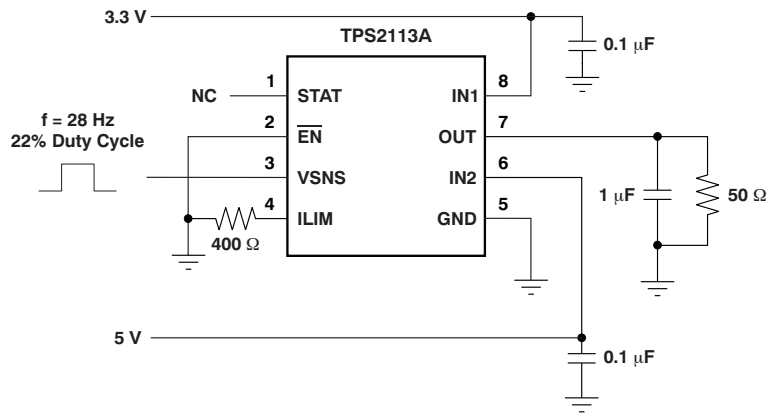 3.3 V
TPS2113A
0.1 μF
NC
1
STAT
IN1
8
f = 28 Hz
22% Duty Cycle
2
EN
OUT
7
3
VSNS
IN2
6
1 μF
50 Ω
4
ILIM
GND
5
400 Ω
5 V
0.1 μF